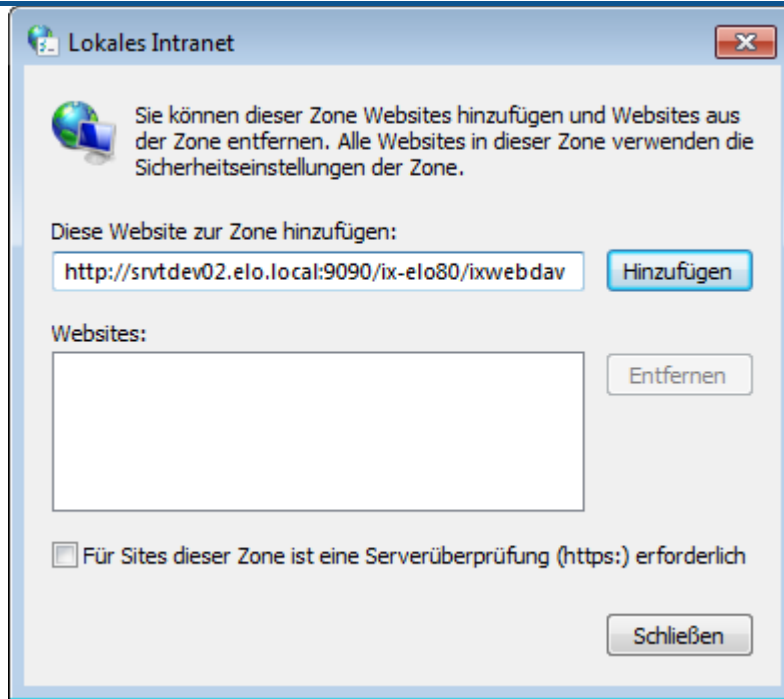 Lokales Intranet
Sie können dieser Zone Websites hinzufügen und Websites aus
der Zone entfernen. Alle Websites in dieser Zone verwenden die
Sicherheitseinstellungen der Zone.
Diese Website zur Zone hinzufügen:
http://srvtdev02.elo.local:9090/ix-elo80/ixwebdav
Hinzufügen
Websites:
Entfernen
Für Sites dieser Zone ist eine Serverüberprüfung (https:) erforderlich
Schließen